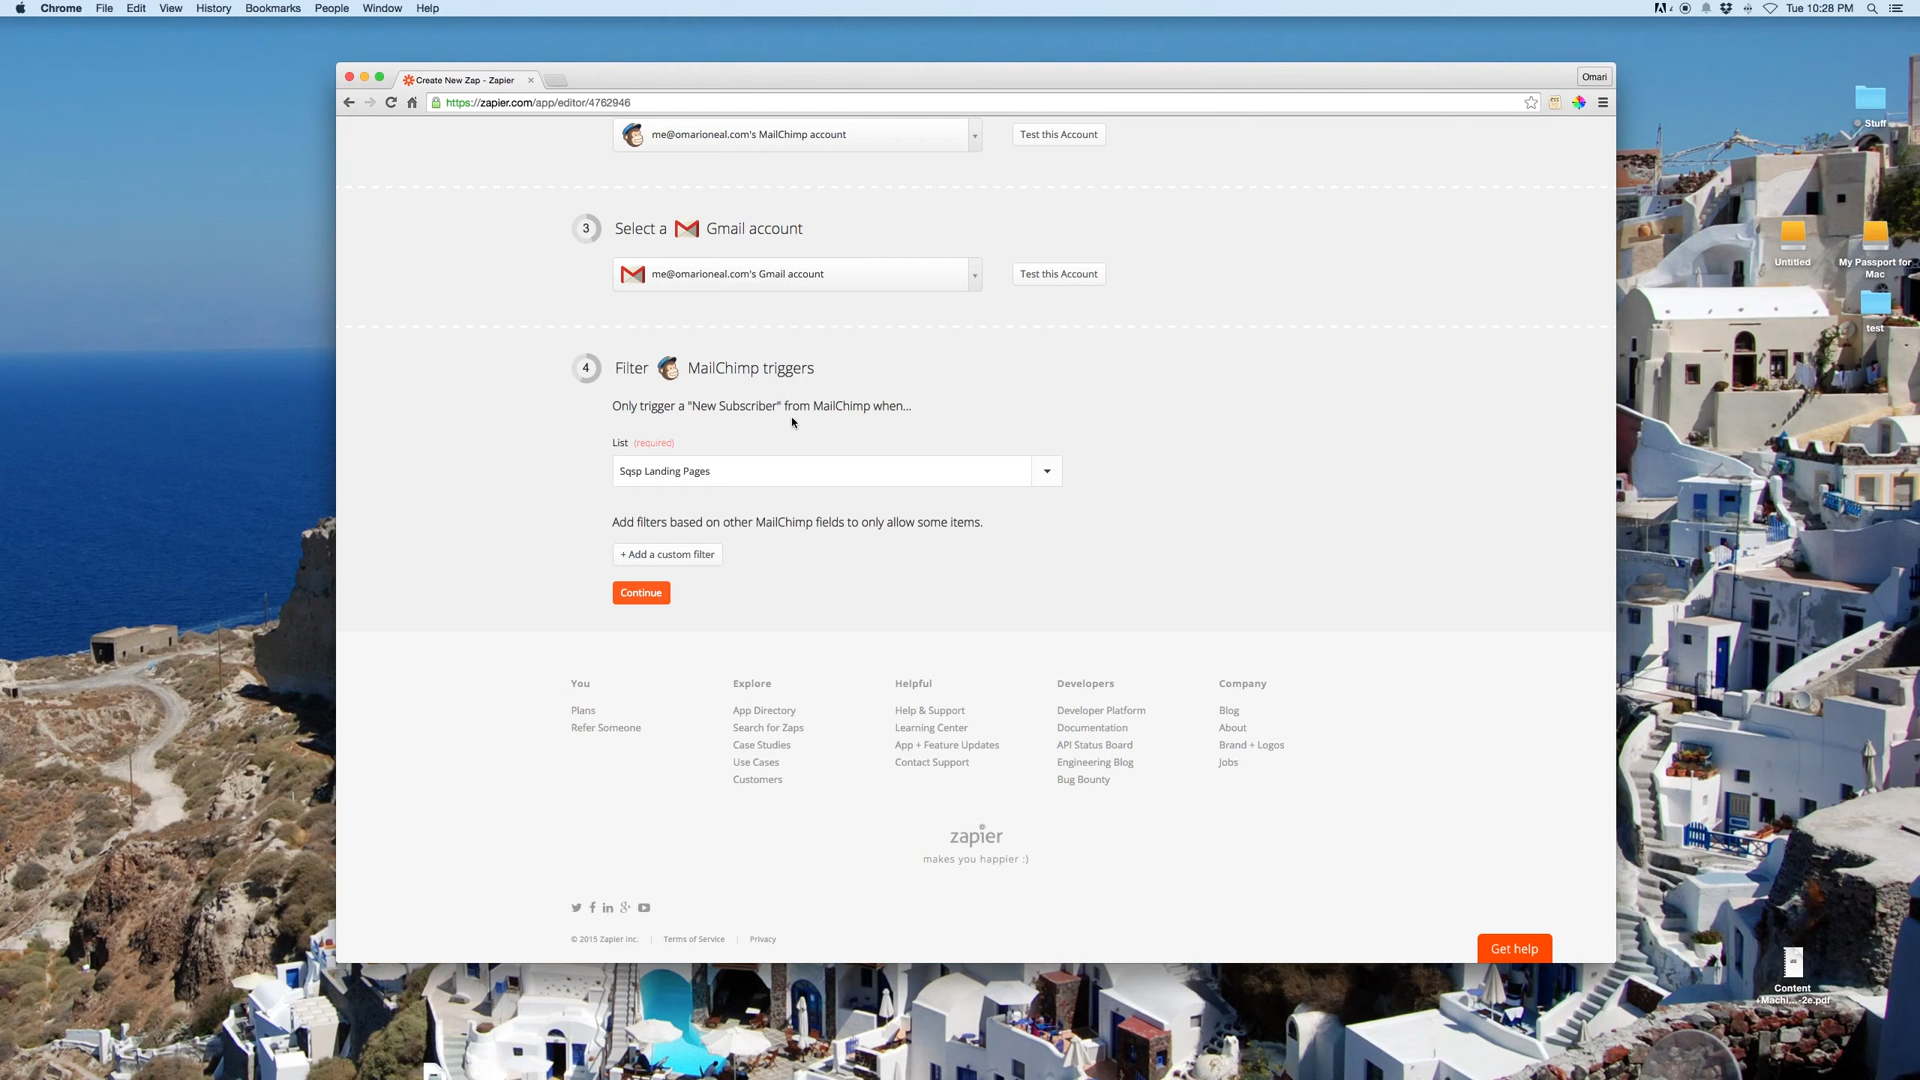 Chrome File Edit View History Bookmarks People Window Help
4 Tue 10:28 PM
Create New Zap - Zapier
Omari
https://zapier.com/app/editor/4762946
me@omarioneal.com's MailChimp account
Test this Account
3 Select a Gmail account
me@omarioneal.com's Gmail account
Test this Account
4 Filter MailChimp triggers
Only trigger a "New Subscriber" from MailChimp when...
List (required)
Sqsp Landing Pages
Add filters based on other MailChimp fields to only allow some items.
+ Add a custom filter
Continue
You
Plans
Refer Someone
Explore
App Directory
Search for Zaps
Case Studies
Use Cases
Customers
Helpful
Help & Support
Learning Center
App + Feature Updates
Contact Support
Developers
Developer Platform
Documentation
API Status Board
Engineering Blog
Bug Bounty
Company
Blog
About
Brand + Logos
Jobs
zapier
makes you happier :)
© 2015 Zapier Inc. | Terms of Service | Privacy
Get help
Stuff
Untitled
My Passport for
Mac
test
Content
+Machi...-2e.pdf